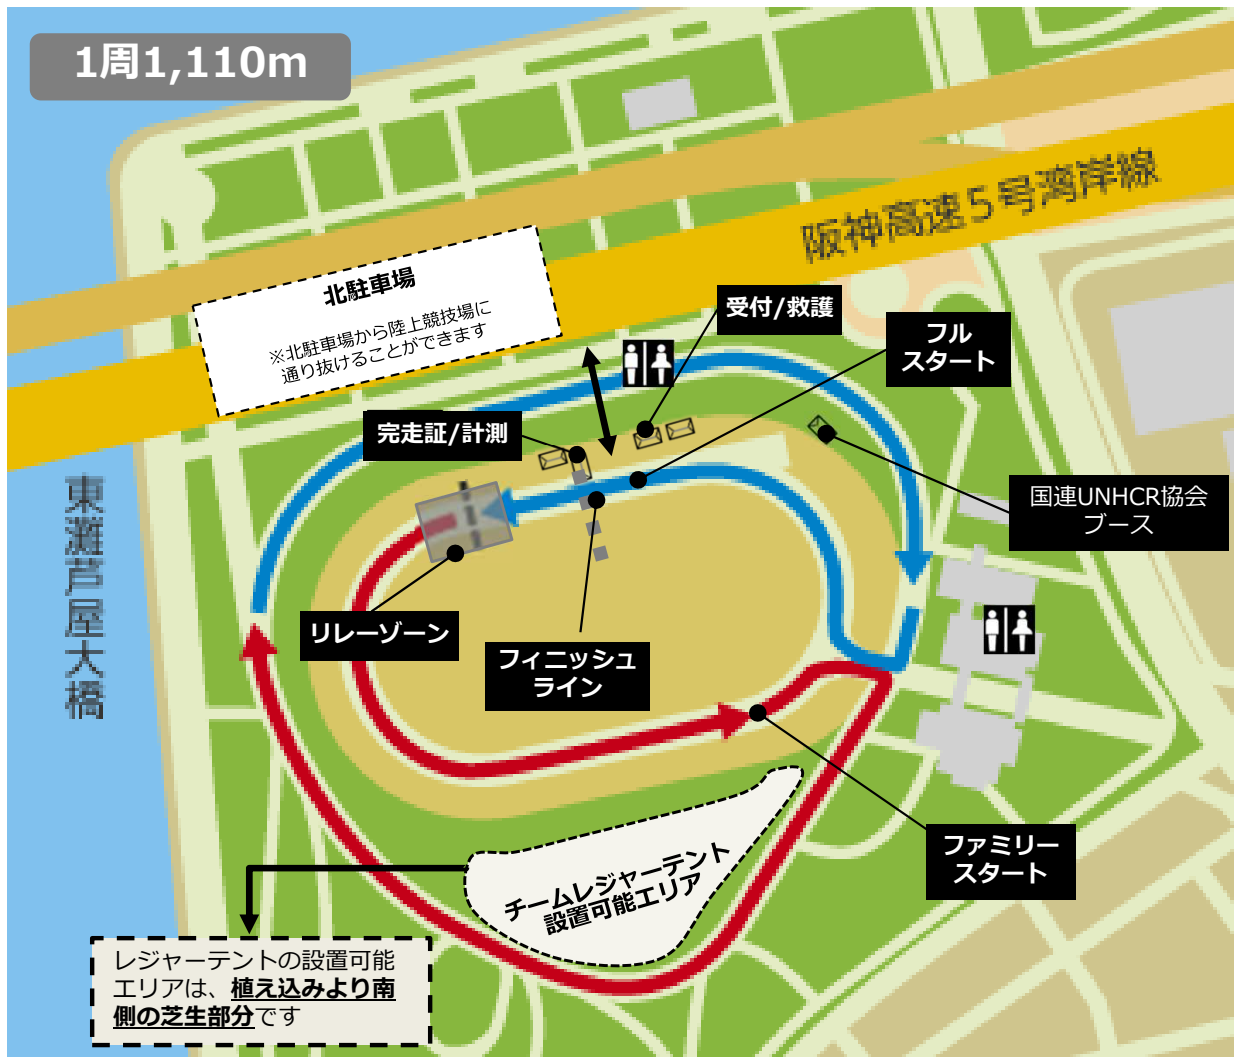 1周1,110m
阪神高速5号湾岸線
北駐車場
※北駐車場から陸上競技場に
通り抜けることができます
受付/救護
フル
スタート
完走証/計測
国連UNHCR協会
ブース
東灘芦屋大橋
リレーゾーン
フィニッシュ
ライン
ファミリー
スタート
チームレジャーテント
設置可能エリア
レジャーテントの設置可能
エリアは、植え込みより南
側の芝生部分です